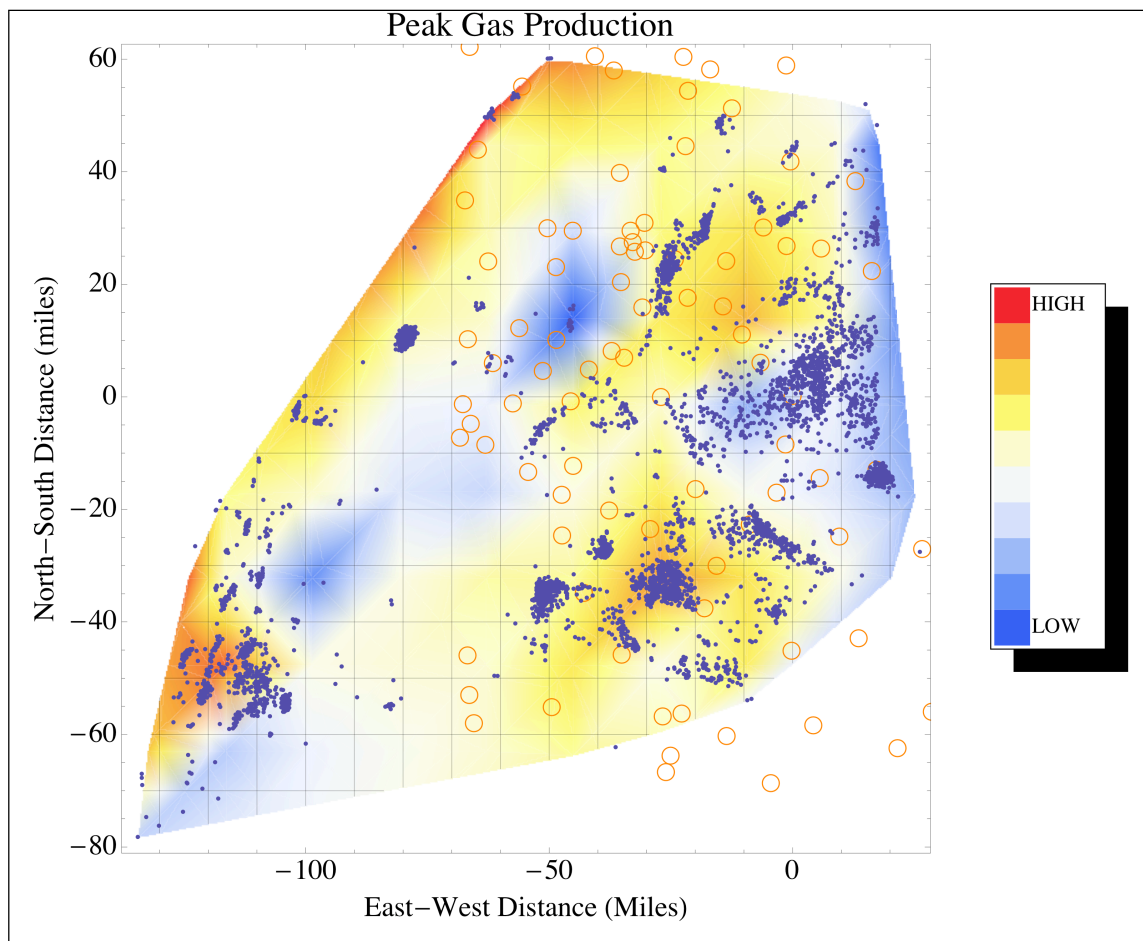 Peak Gas Production
60
40
20
0
−20
−40
−60
−80
North−South Distance (miles)
−100
−50
0
East−West Distance (Miles)
HIGH
LOW